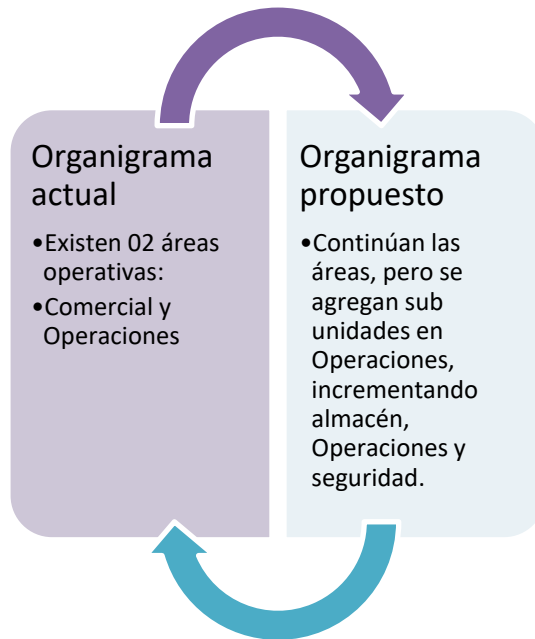 Organigrama
actual
•Existen 02 áreas
operativas:
•Comercial y
Operaciones
Organigrama
propuesto
•Continúan las
áreas, pero se
agregan sub
unidades en
Operaciones,
incrementando
almacén,
Operaciones y
seguridad.